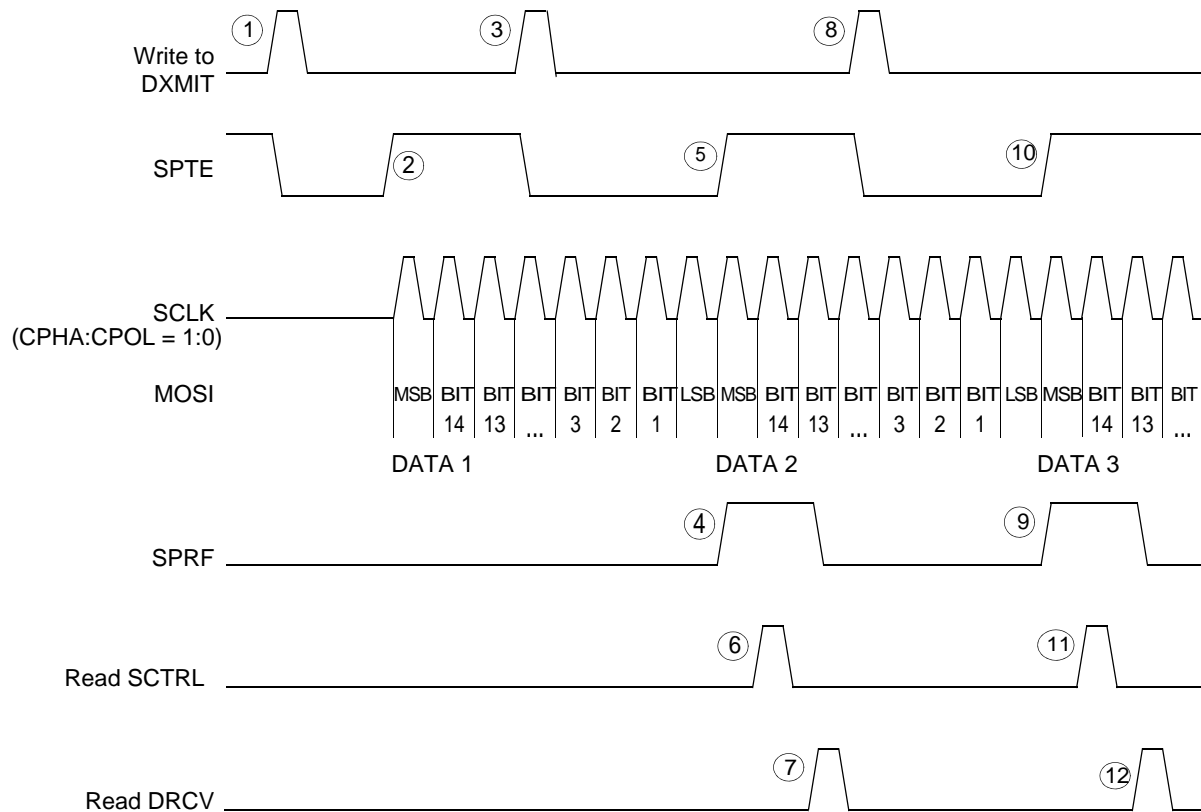 1 3 8
Write to
DXMIT
SPTE
2 5 10
SCLK
(CPHA:CPOL = 1:0)
MOSI
MSB BIT BIT BIT BIT BIT BIT LSB MSB BIT BIT BIT BIT BIT BIT LSB MSB BIT BIT BIT
14 13 ... 3 2 1 14 13 ... 3 2 1 14 13 ...
DATA 1 DATA 2 DATA 3
4 9
SPRF
6 11
Read SCTRL
7 12
Read DRCV